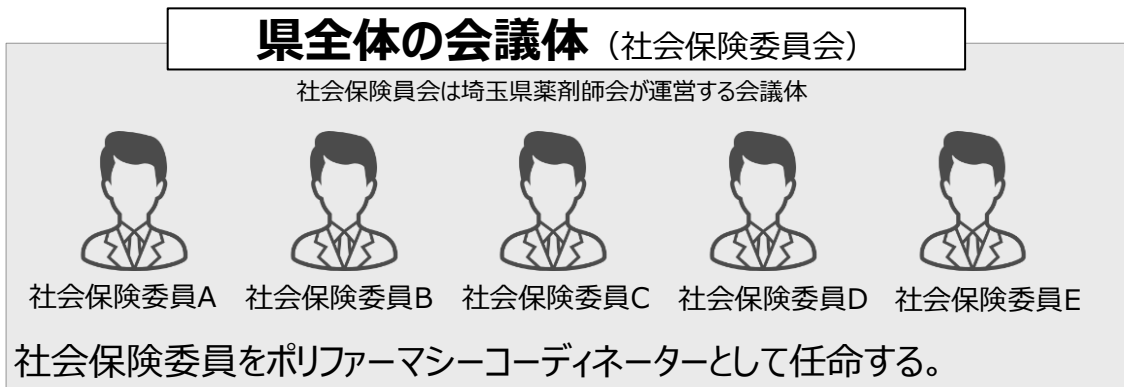 県全体の会議体（社会保険委員会）
社会保険員会は埼玉県薬剤師会が運営する会議体
社会保険委員A 社会保険委員B 社会保険委員C 社会保険委員D 社会保険委員E
社会保険委員をポリファーマシーコーディネーターとして任命する。